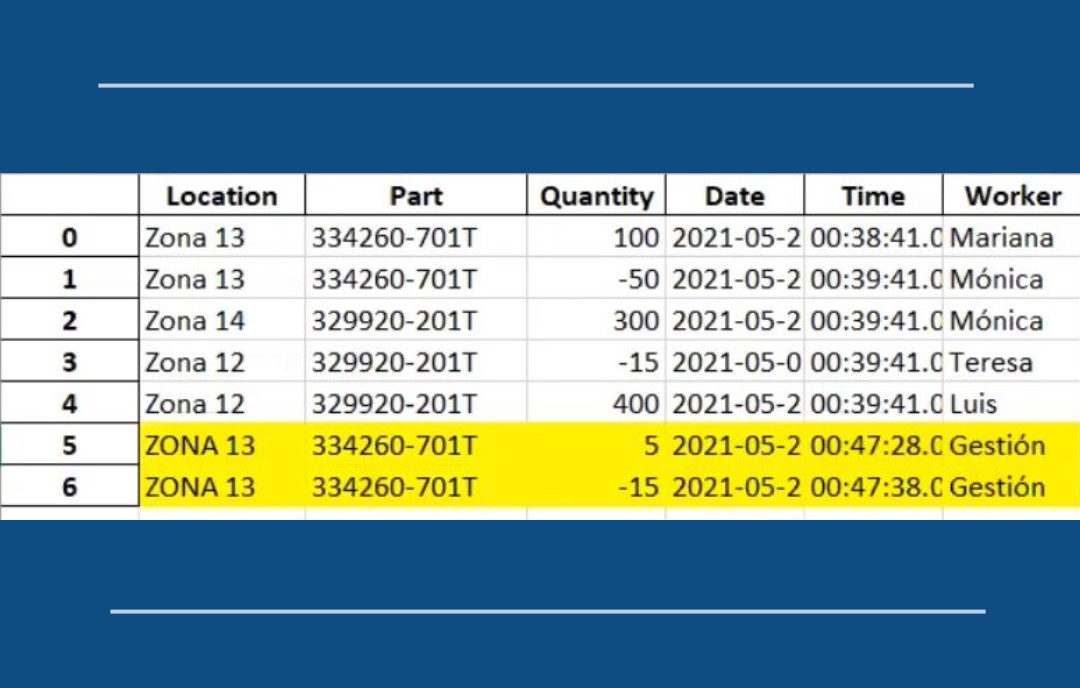 Location Part Quantity Date Time Worker
0 Zona 13 334260-701T 100 2021-05-2 00:38:41.0 Mariana
1 Zona 13 334260-701T -50 2021-05-2 00:39:41.0 Mónica
2 Zona 14 329920-201T 300 2021-05-2 00:39:41.0 Mónica
3 Zona 12 329920-201T -15 2021-05-0 00:39:41.0 Teresa
4 Zona 12 329920-201T 400 2021-05-2 00:39:41.0 Luis
5 ZONA 13 334260-701T 5 2021-05-2 00:47:28.0 Gestión
6 ZONA 13 334260-701T -15 2021-05-2 00:47:38.0 Gestión